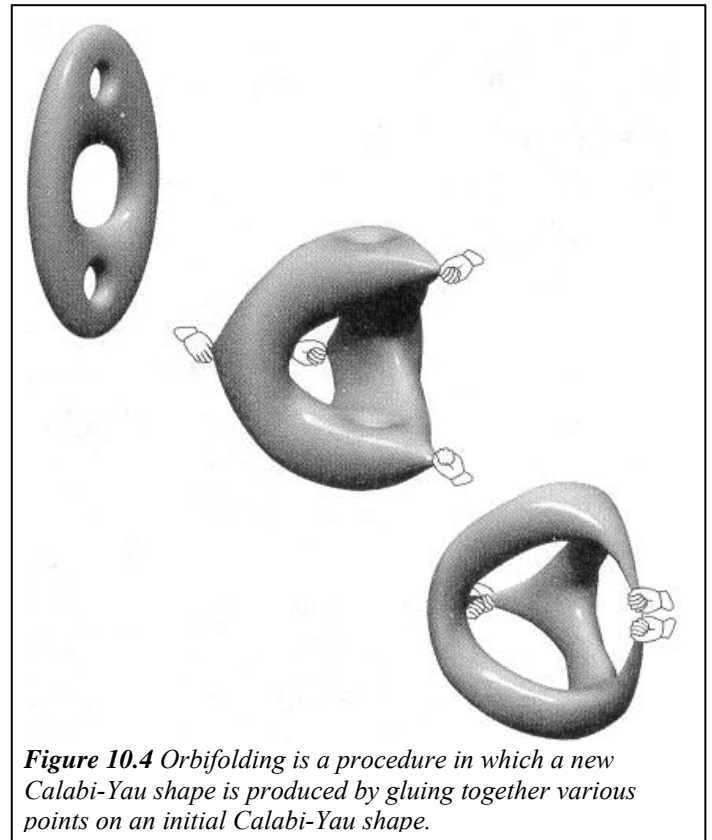 Figure 10.4 Orbifolding is a procedure in which a new
Calabi-Yau shape is produced by gluing together various
points on an initial Calabi-Yau shape.